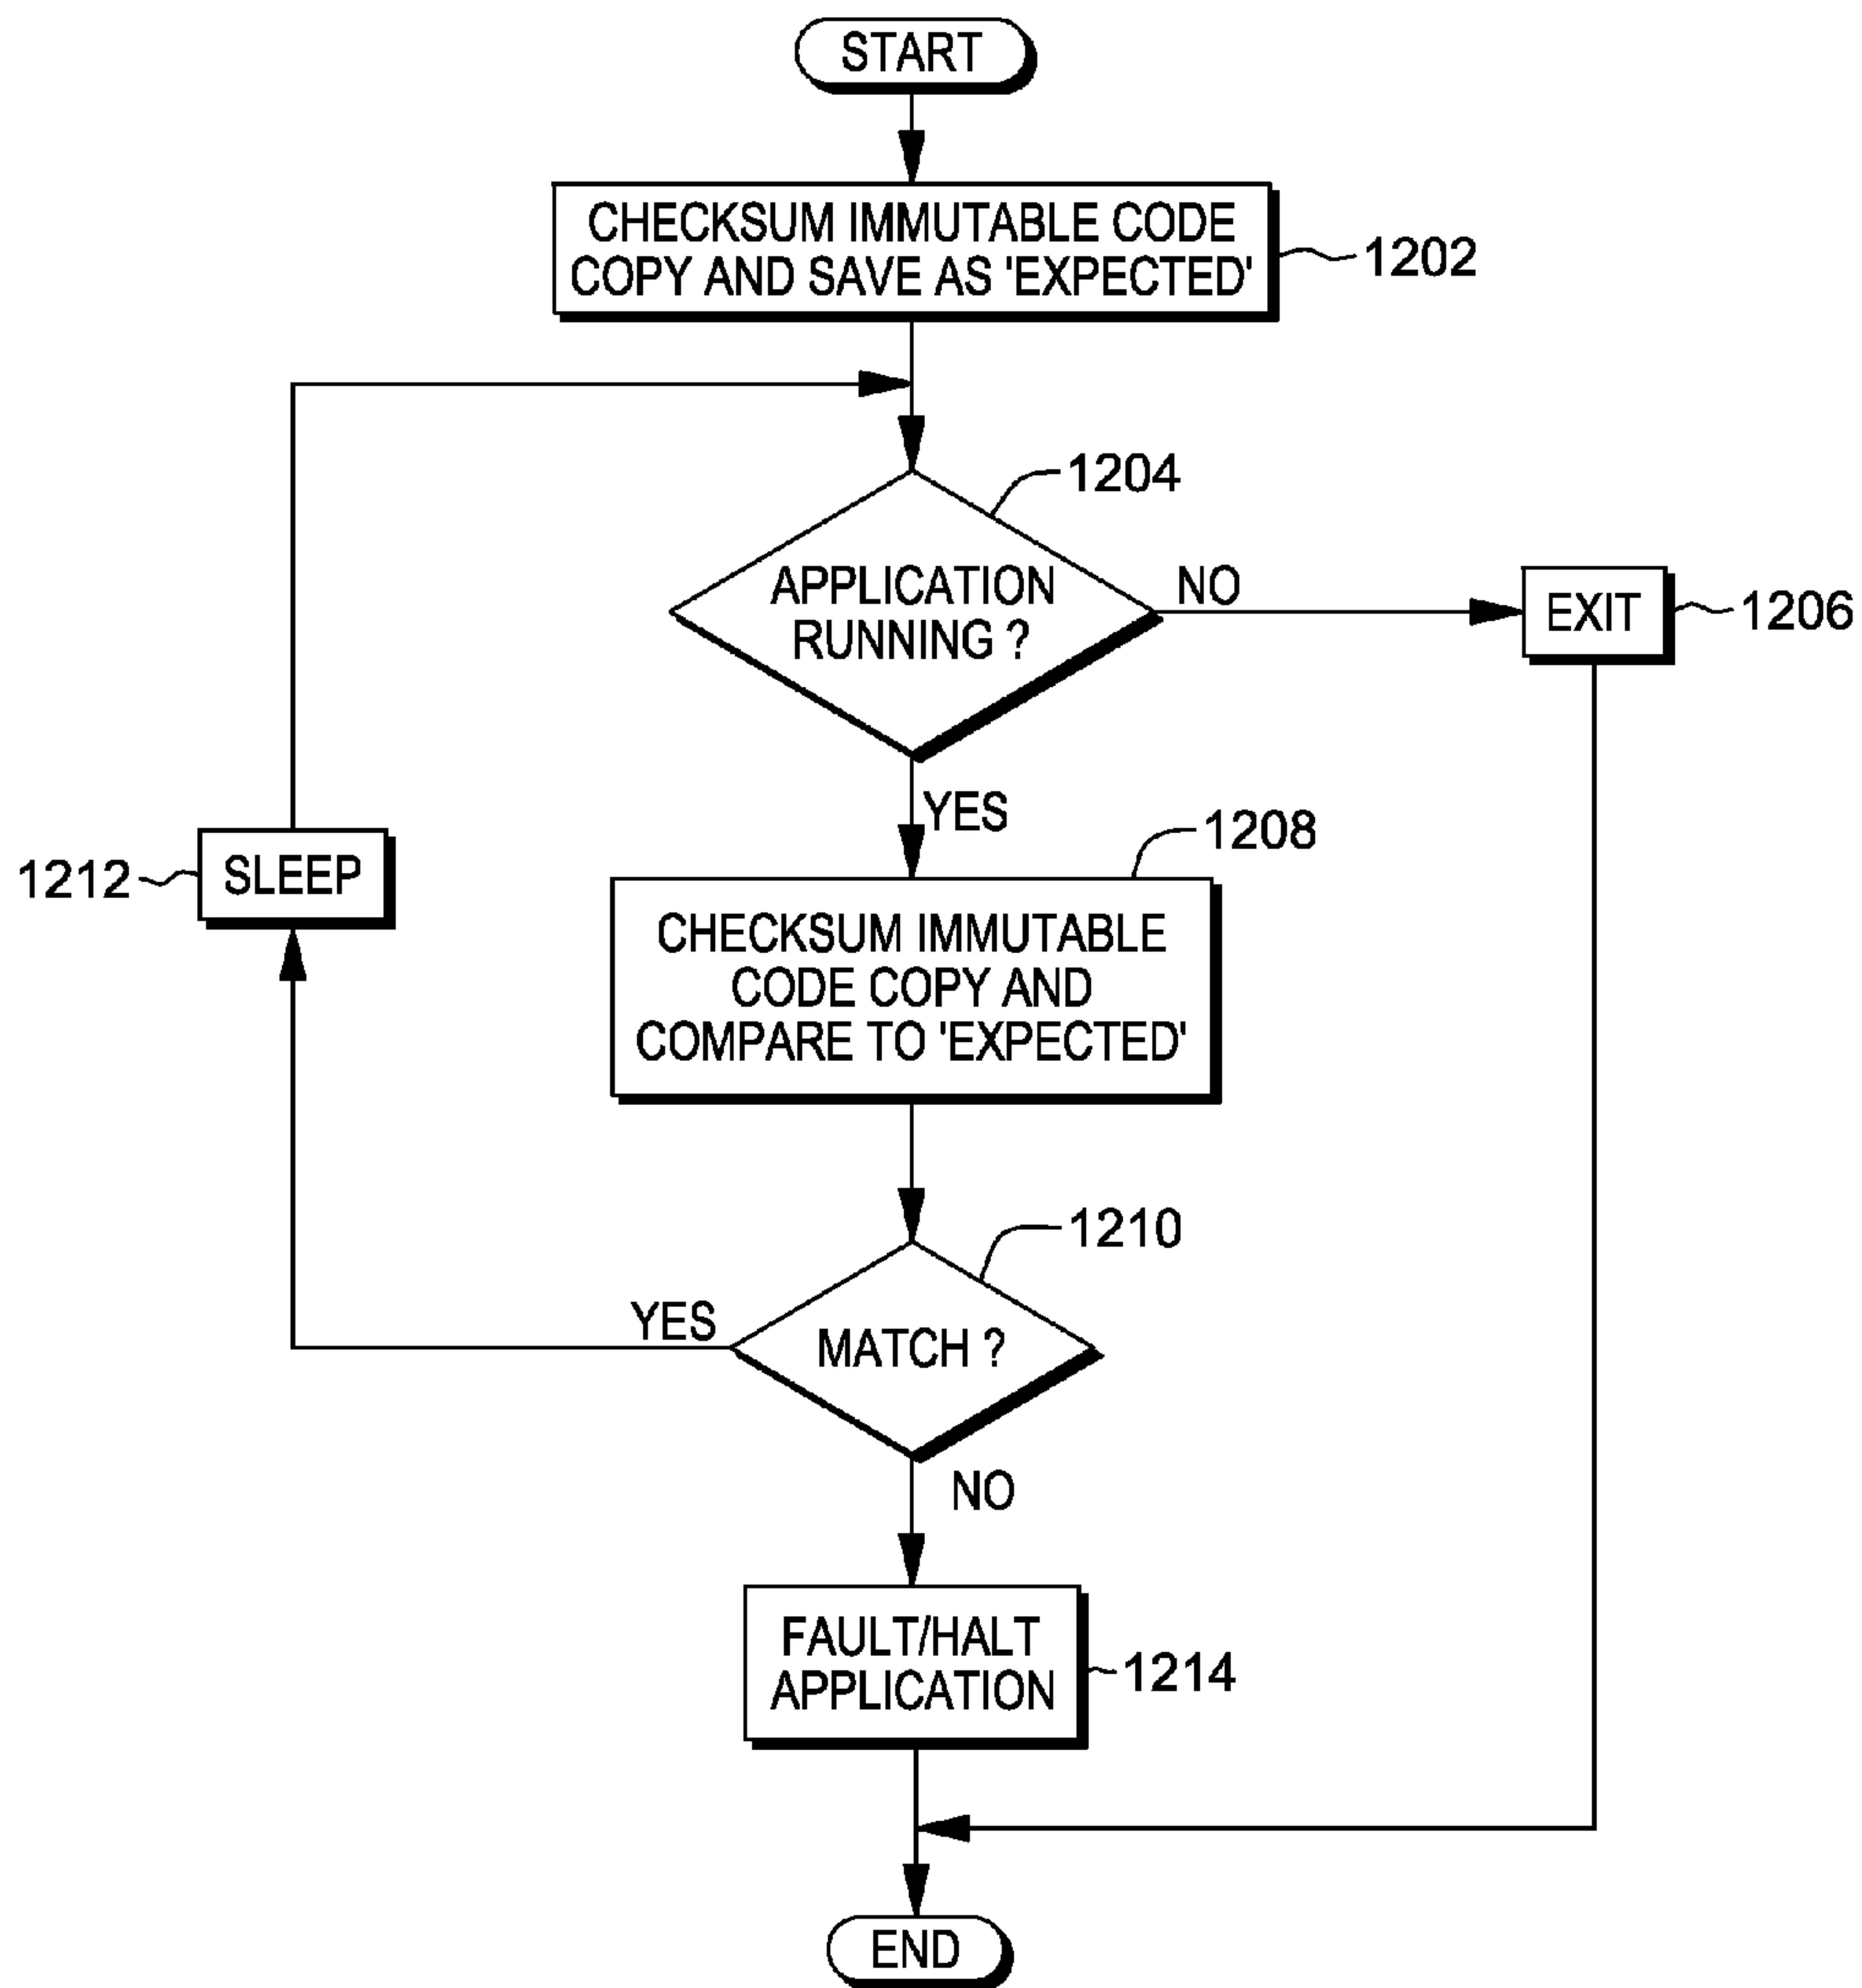 START
CHECKSUM IMMUTABLE CODE
COPY AND SAVE AS 'EXPECTED'
1202
1204
APPLICATION
RUNNING ?
NO
EXIT
1206
YES
1208
1212
SLEEP
CHECKSUM IMMUTABLE
CODE COPY AND
COMPARE TO 'EXPECTED'
1210
YES
MATCH ?
NO
FAULT/HALT
APPLICATION
1214
END